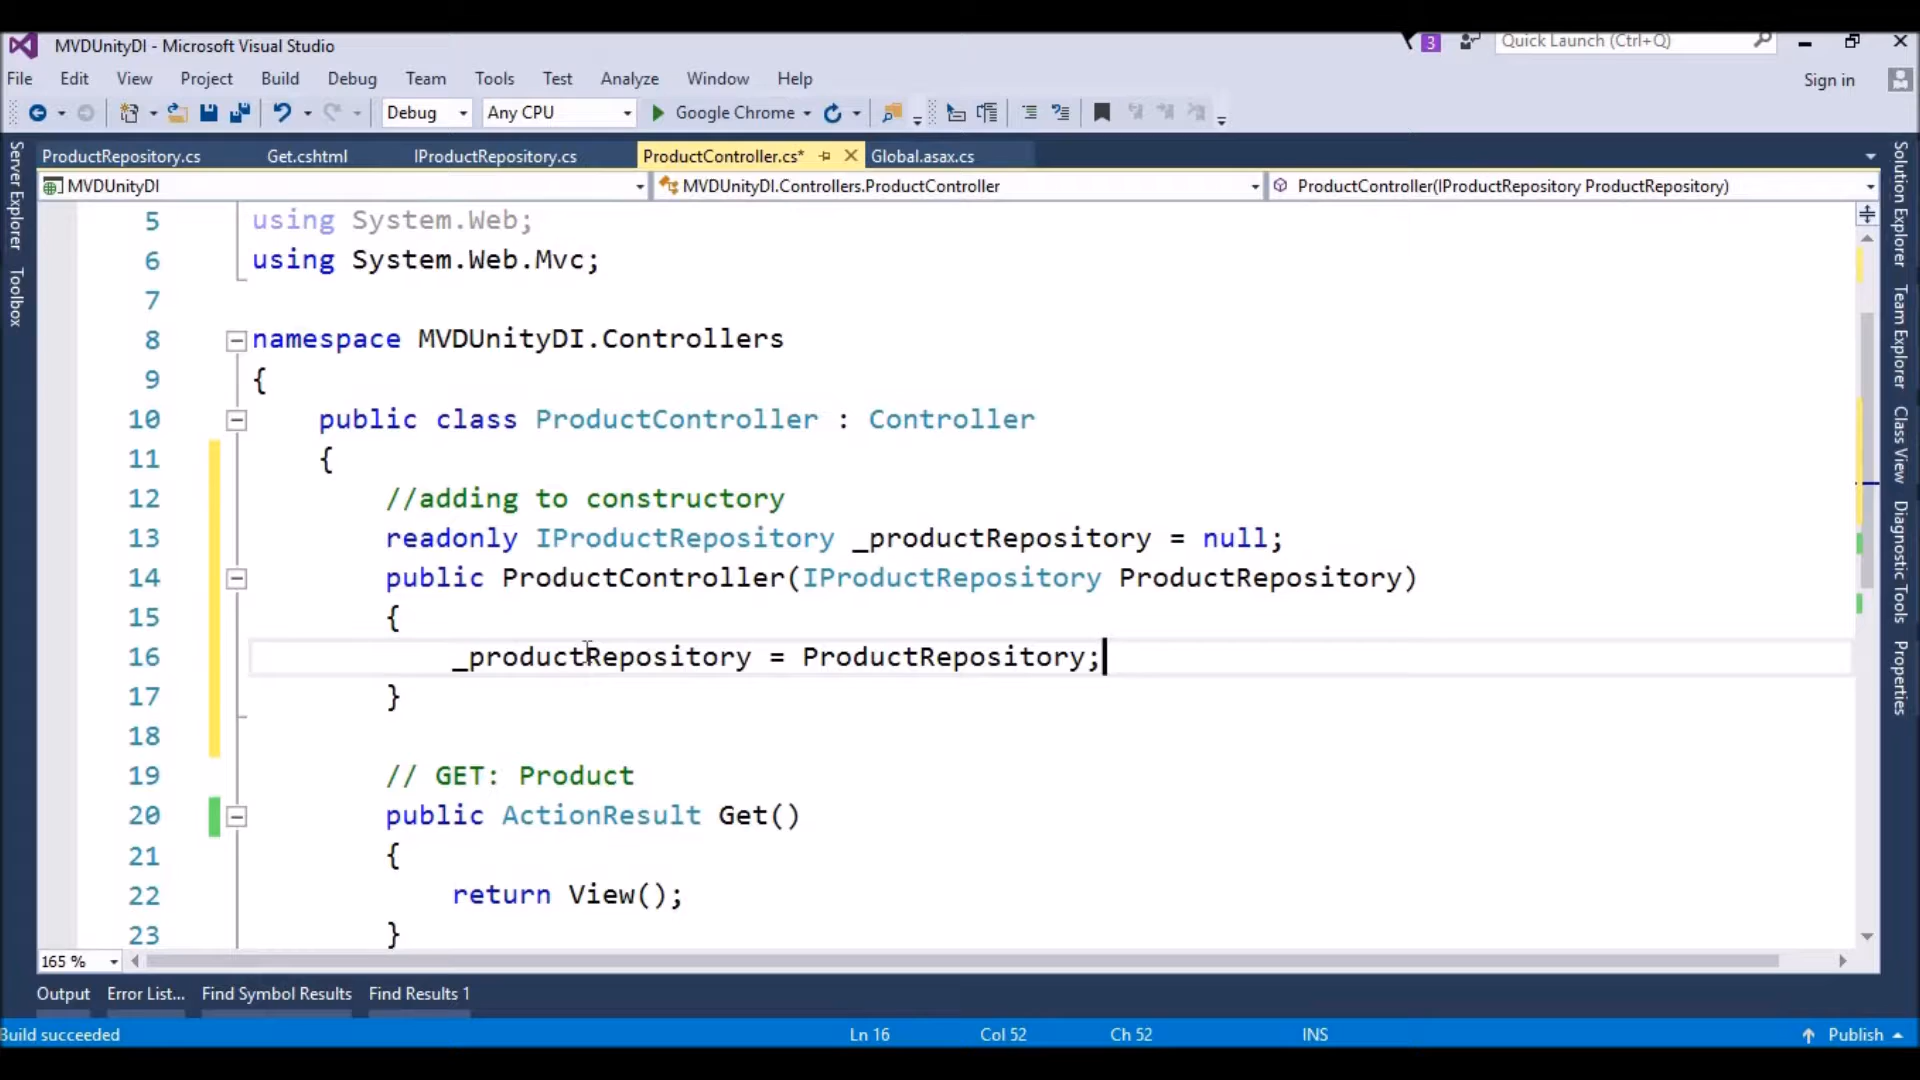 MVDUnityDI - Microsoft Visual Studio
3
Quick Launch (Ctrl+Q)
File Edit View Project Build Debug Team Tools Test Analyze Window Help
Sign in
Debug Any CPU Google Chrome
ProductRepository.cs Get.cshtml IProductRepository.cs ProductController.cs* Global.asax.cs
MVDUnityDI MVDUnityDI.Controllers.ProductController ProductController(IProductRepository ProductRepository)
Server Explorer
Toolbox
5 using System.Web;
6 using System.Web.Mvc;
7
8 namespace MVDUnityDI.Controllers
9 {
10 public class ProductController : Controller
11 {
12 //adding to constructory
13 readonly IProductRepository _productRepository = null;
14 public ProductController(IProductRepository ProductRepository)
15 {
16 _productRepository = ProductRepository;
17 }
18
19 // GET: Product
20 public ActionResult Get()
21 {
22 return View();
23 }
Solution Explorer
Team Explorer
Class View
Diagnostic Tools
Properties
165 %
Output Error List... Find Symbol Results Find Results 1
Build succeeded Ln 16 Col 52 Ch 52 INS Publish